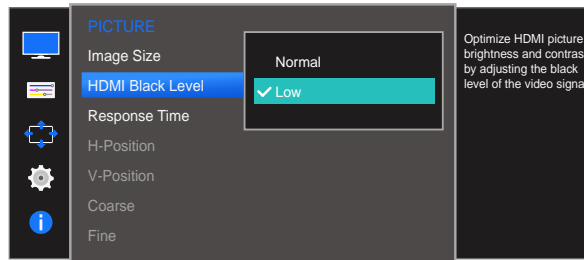 PICTURE
Image Size
HDMI Black Level
Response Time
H-Position
V-Position
Coarse
Fine
Normal
Low
Optimize HDMI picture
brightness and contras
by adjusting the black
level of the video signa